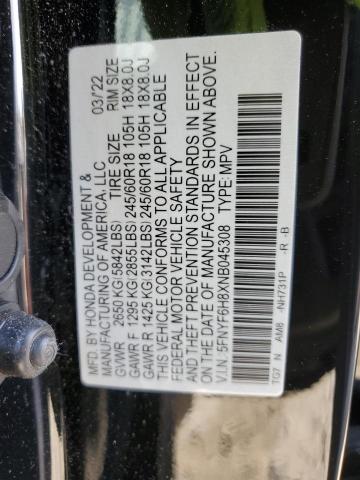 MFD. BY HONDA DEVELOPMENT & 03/'22
MANUFACTURING OF AMERICA, LLC
GVWR 2650 KG(5842LBS) TIRE SIZE RIM SIZE
GAWR F 1295 KG(2855LBS) 245/60R18 105H 18X8.0J
GAWR R 1425 KG(3142LBS) 245/60R18 105H 18X8.0J
THIS VEHICLE CONFORMS TO ALL APPLICABLE
FEDERAL MOTOR VEHICLE SAFETY
AND THEFT PREVENTION STANDARDS IN EFFECT
ON THE DATE OF MANUFACTURE SHOWN ABOVE.
V.I.N.: 5FNYF6H8XNB045308 TYPE: MPV
TG7 N AM8 -NH731P -R -B